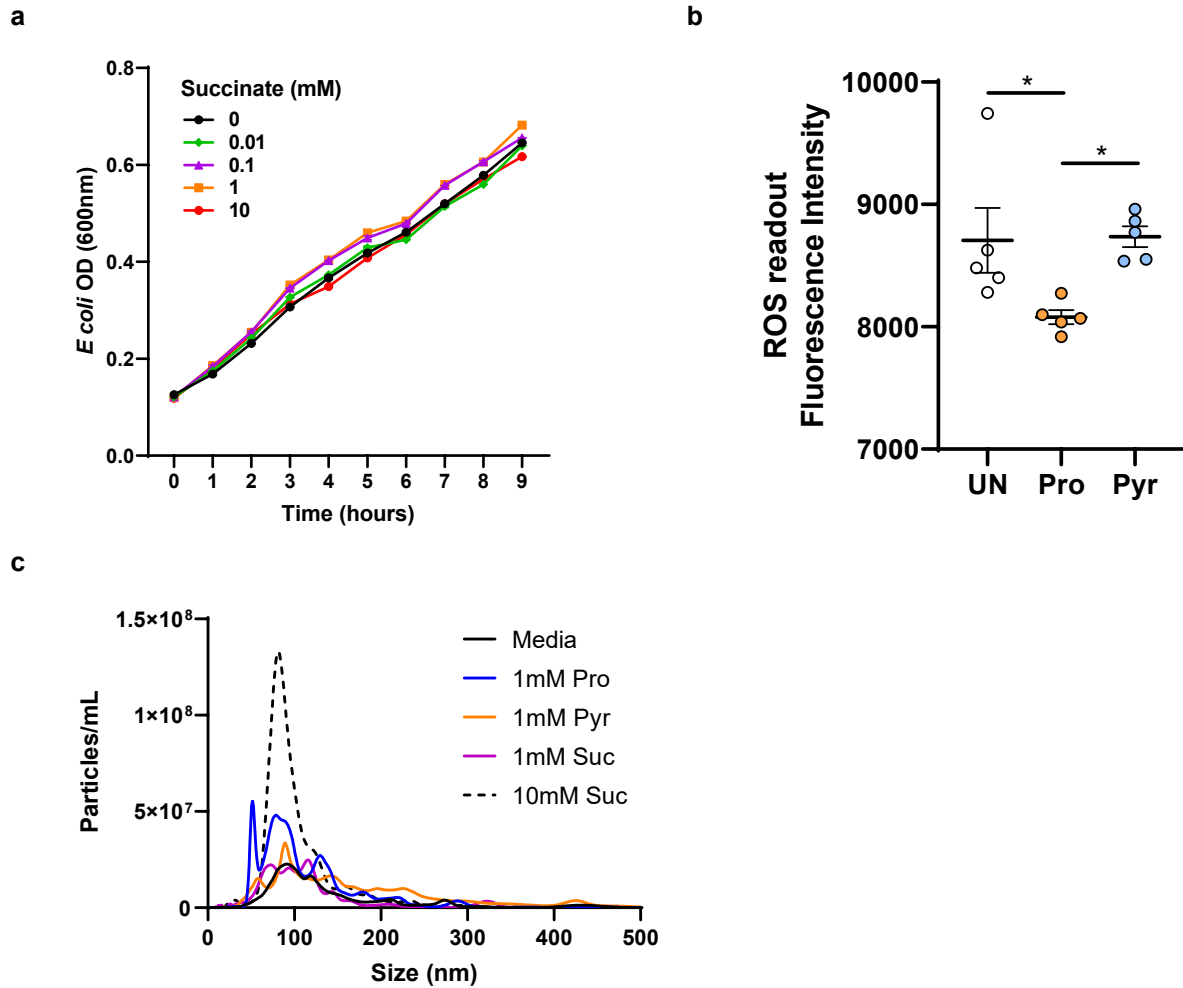 a
0.8
0.6
0.4
0.2
0.0
E coli OD (600nm)
Succinate (mM)
0
0.01
0.1
1
10
0 1 2 3 4 5 6 7 8 9
Time (hours)
b
10000
9000
8000
7000
ROS readout
Fluorescence Intensity
*
*
UN Pro Pyr
c
1.5×10⁸
1×10⁸
5×10⁷
0
Particles/mL
Media
1mM Pro
1mM Pyr
1mM Suc
10mM Suc
0 100 200 300 400 500
Size (nm)